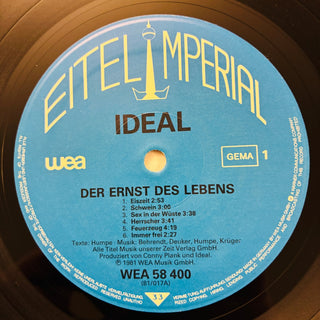 EITEL IMPERIAL
IDEAL
wea
GEMA 1
DER ERNST DES LEBENS
1. Eiszeit 2:53
2. Schwein 3:00
3. Sex in der Wüste 3:38
4. Herrscher 3:41
5. Feuerzeug 4:19
6. Immer frei 2:27
Texte: Humpe · Musik: Behrendt, Deuker, Humpe, Krüger
Alle Titel Musik unserer Zeit Verlag GmbH
Produziert von Conny Plank und Ideal
℗ 1981 WEA Musik GmbH
WEA 58 400
(81/017A)
33